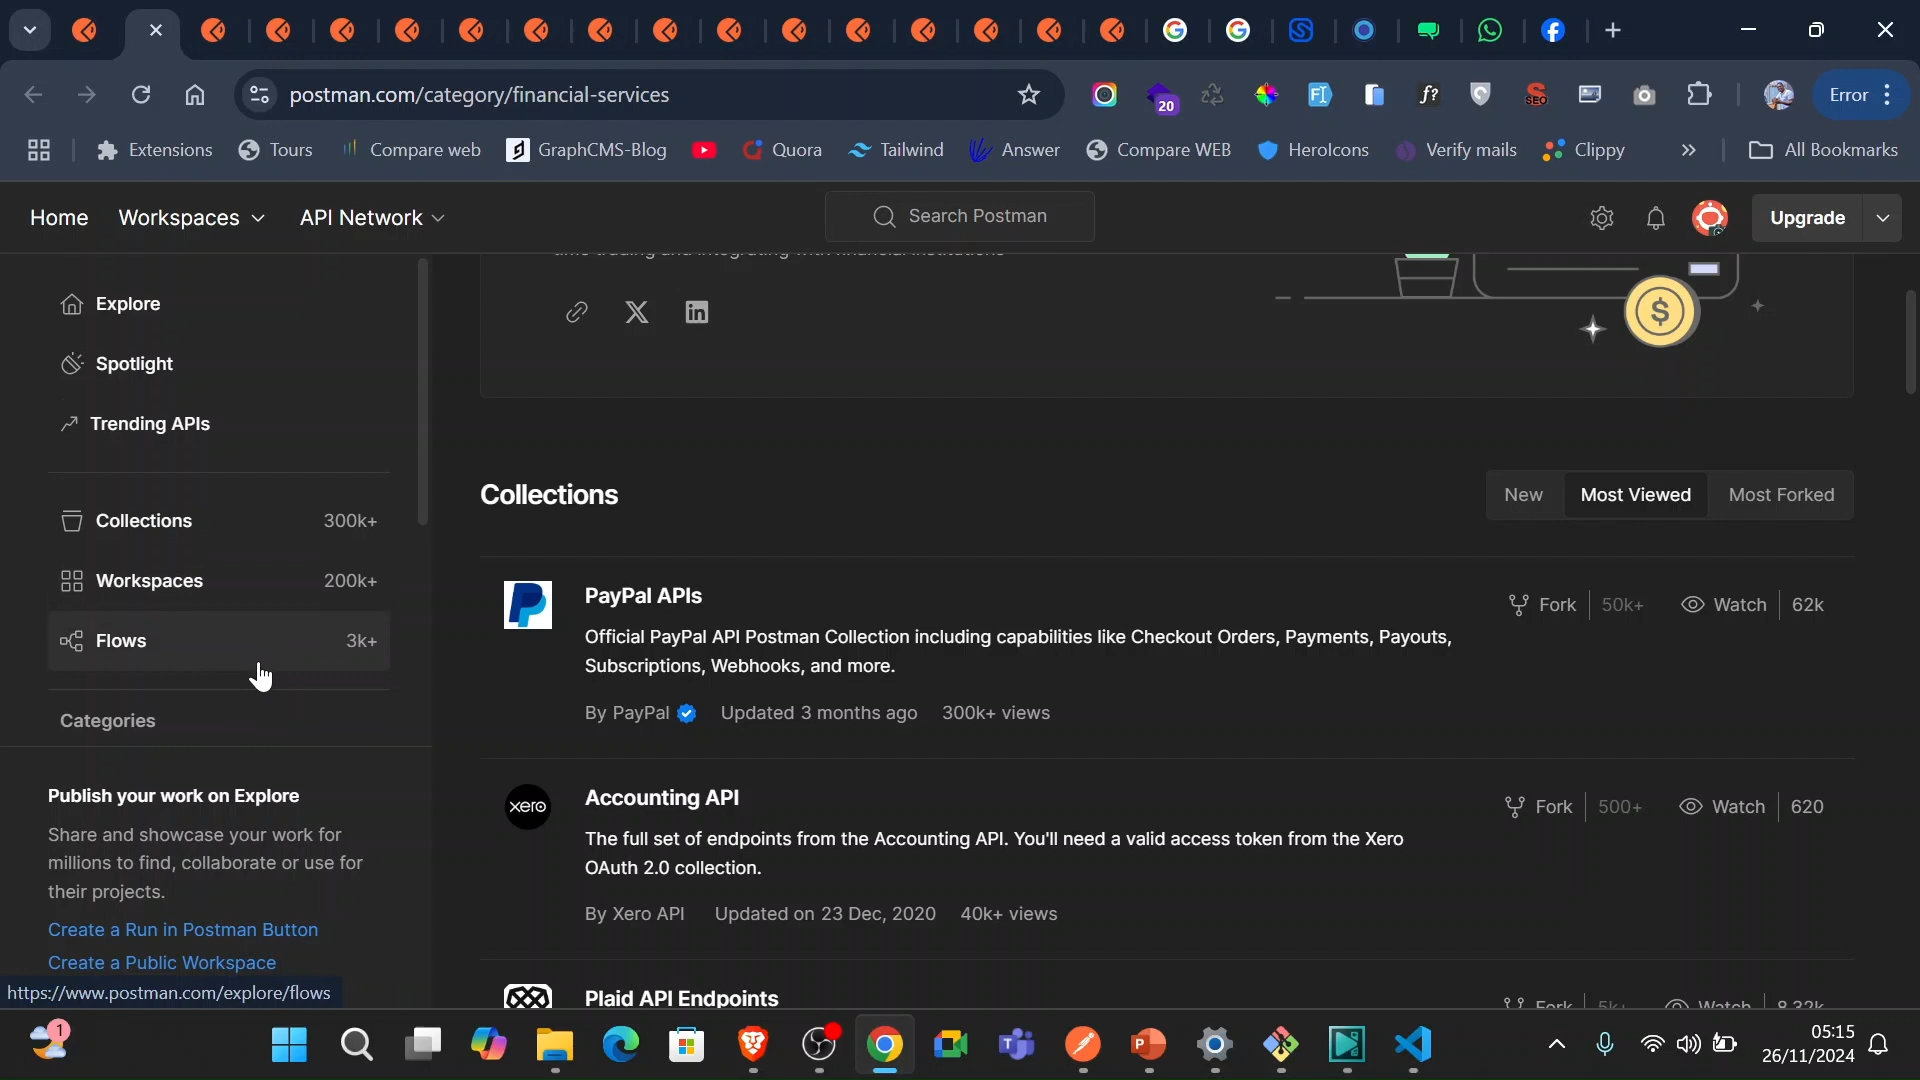 postman.com/category/financial-services
20
f?
SEO
Error
Extensions
Tours
Compare web
GraphCMS-Blog
Quora
Tailwind
Answer
Compare WEB
HeroIcons
Verify mails
Clippy
»
All Bookmarks
Home
Workspaces
API Network
Search Postman
Upgrade
Explore
Spotlight
Trending APIs
Collections 300k+
Workspaces 200k+
Flows 3k+
Categories
Publish your work on Explore
Share and showcase your work for
millions to find, collaborate or use for
their projects.
Create a Run in Postman Button
Create a Public Workspace
https://www.postman.com/explore/flows
$
Collections
New
Most Viewed
Most Forked
PayPal APIs
Fork 50k+
Watch 62k
Official PayPal API Postman Collection including capabilities like Checkout Orders, Payments, Payouts,
Subscriptions, Webhooks, and more.
By PayPal Updated 3 months ago 300k+ views
xero
Accounting API
Fork 500+
Watch 620
The full set of endpoints from the Accounting API. You'll need a valid access token from the Xero
OAuth 2.0 collection.
By Xero API Updated on 23 Dec, 2020 40k+ views
Plaid API Endpoints
Fork 5k+
Watch 8.32k
1
05:15
26/11/2024